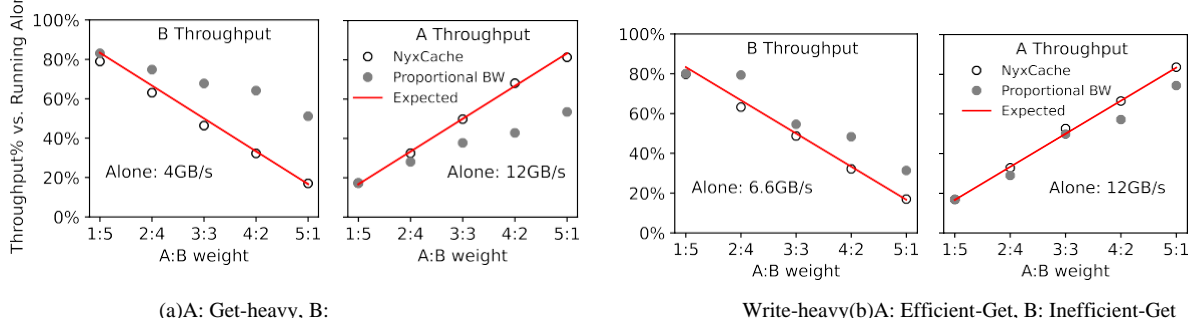 Throughput% vs. Running Alone
100%
80%
60%
40%
20%
0%
B Throughput
Alone: 4GB/s
1:5 2:4 3:3 4:2 5:1
A:B weight
A Throughput
NyxCache
Proportional BW
Expected
Alone: 12GB/s
1:5 2:4 3:3 4:2 5:1
A:B weight
100%
80%
60%
40%
20%
0%
B Throughput
Alone: 6.6GB/s
1:5 2:4 3:3 4:2 5:1
A:B weight
A Throughput
NyxCache
Proportional BW
Expected
Alone: 12GB/s
1:5 2:4 3:3 4:2 5:1
A:B weight
(a)A: Get-heavy, B: Write-heavy(b)A: Efficient-Get, B: Inefficient-Get